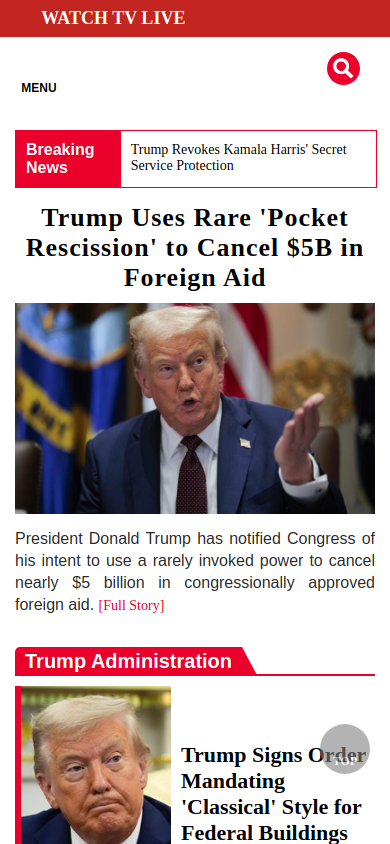 WATCH TV LIVE
MENU
Breaking
News
Trump Revokes Kamala Harris' Secret
Service Protection
Trump Uses Rare 'Pocket
Rescission' to Cancel $5B in
Foreign Aid
President Donald Trump has notified Congress of
his intent to use a rarely invoked power to cancel
nearly $5 billion in congressionally approved
foreign aid. [Full Story]
Trump Administration
Trump Signs Order
TOP
Mandating
'Classical' Style for
Federal Buildings